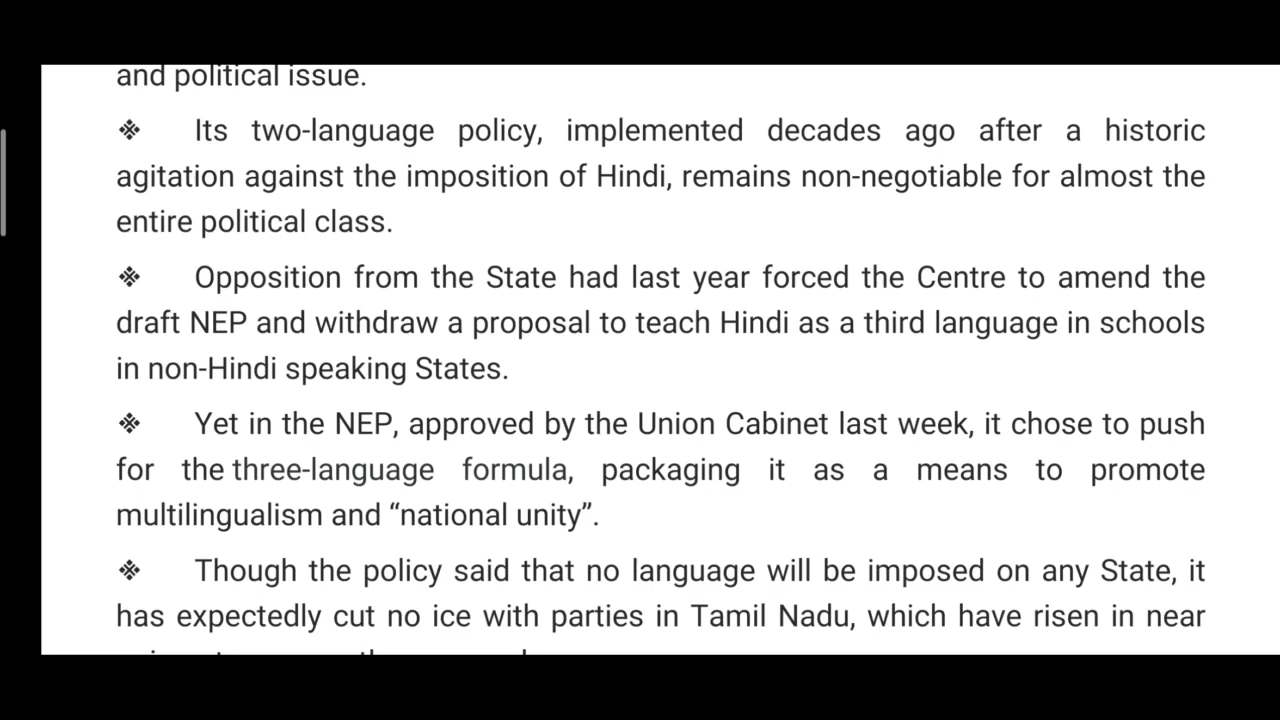 and political issue.
❖ Its two-language policy, implemented decades ago after a historic
agitation against the imposition of Hindi, remains non-negotiable for almost the
entire political class.
❖ Opposition from the State had last year forced the Centre to amend the
draft NEP and withdraw a proposal to teach Hindi as a third language in schools
in non-Hindi speaking States.
❖ Yet in the NEP, approved by the Union Cabinet last week, it chose to push
for the three-language formula, packaging it as a means to promote
multilingualism and “national unity”.
❖ Though the policy said that no language will be imposed on any State, it
has expectedly cut no ice with parties in Tamil Nadu, which have risen in near